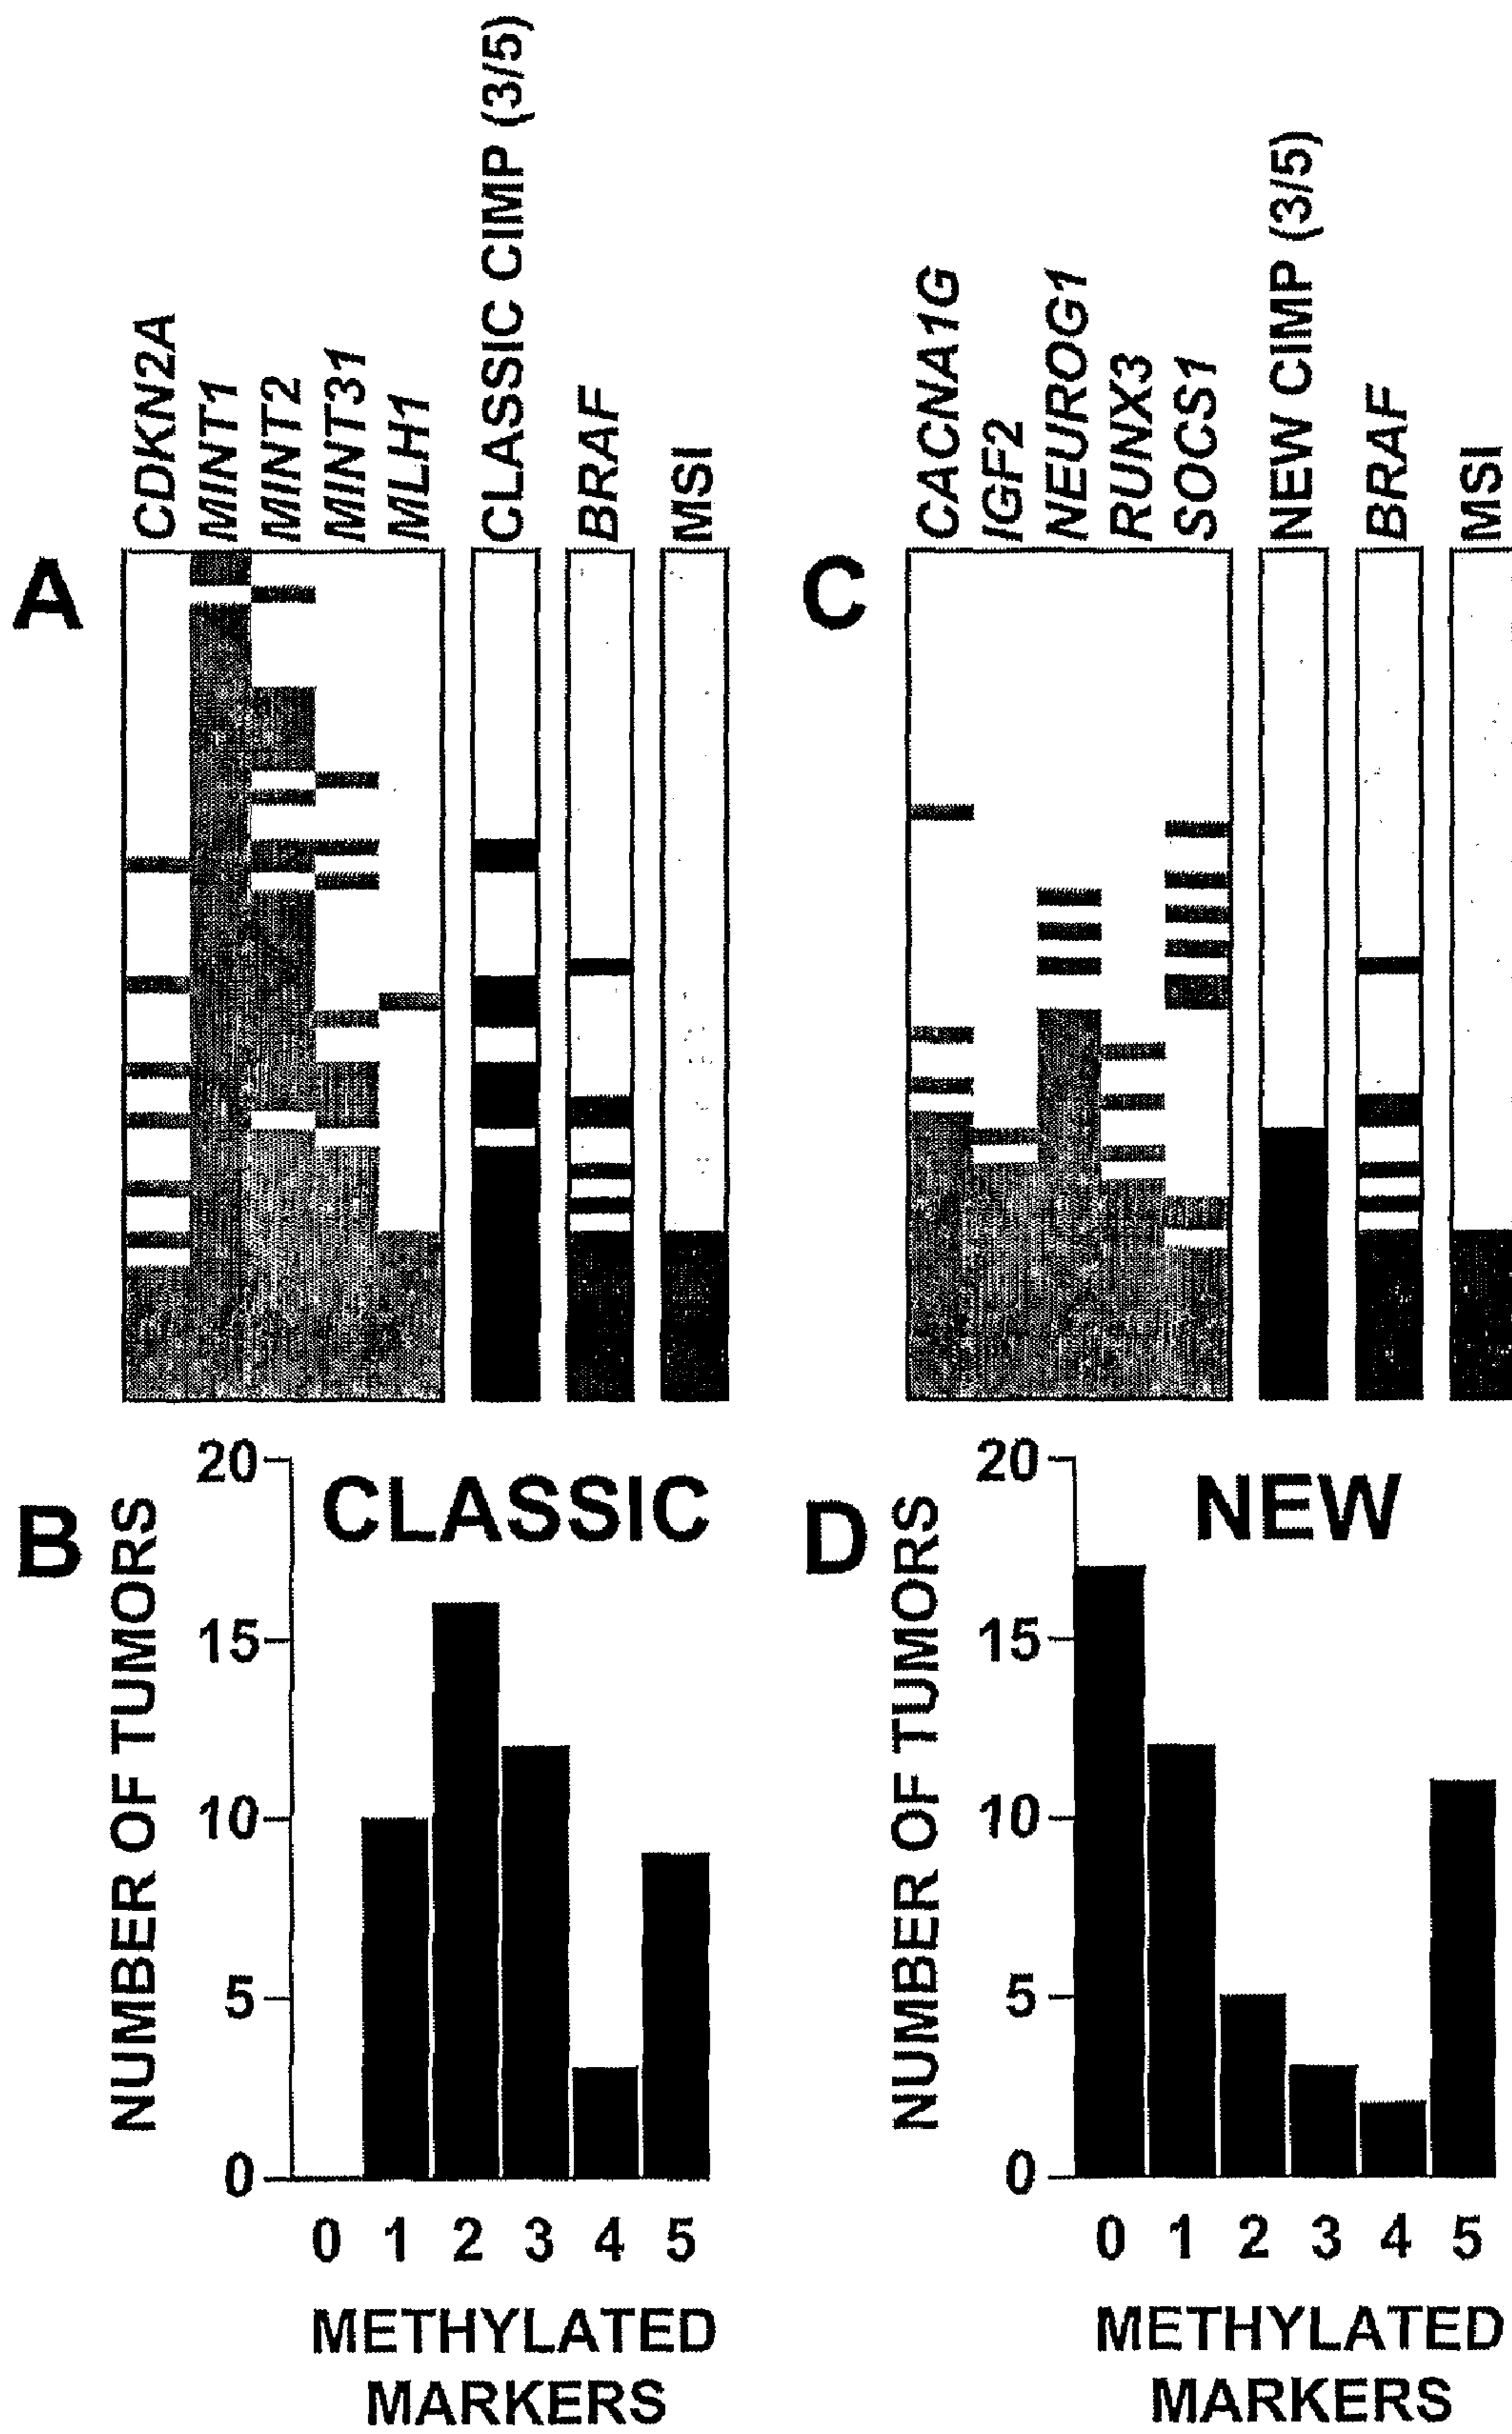 A
CDKN2A
MINT1
MINT2
MINT31
MLH1
CLASSIC CIMP (3/5)
BRAF
MSI
C
CACNA1G
IGF2
NEUROG1
RUNX3
SOCS1
NEW CIMP (3/5)
BRAF
MSI
B
CLASSIC
NUMBER OF TUMORS
20
15
10
5
0
0 1 2 3 4 5
METHYLATED
MARKERS
D
NEW
NUMBER OF TUMORS
20
15
10
5
0
0 1 2 3 4 5
METHYLATED
MARKERS